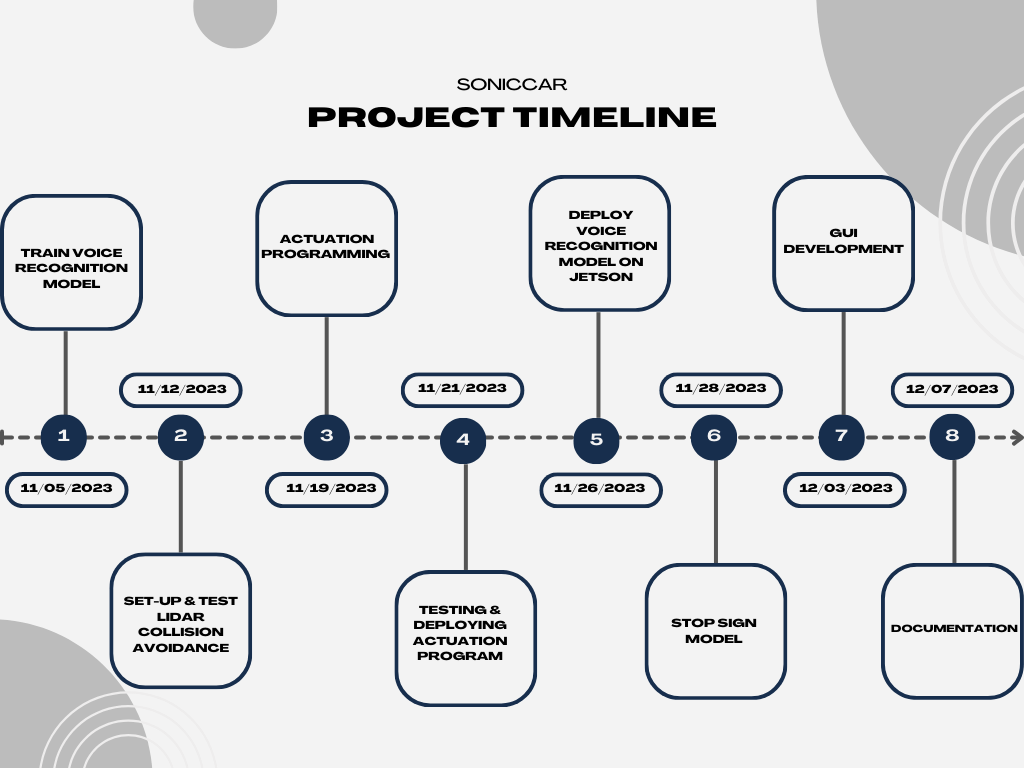 SONICCAR
PROJECT TIMELINE
TRAIN VOICE
RECOGNITION
MODEL
ACTUATION
PROGRAMMING
DEPLOY
VOICE
RECOGNITION
MODEL ON
JETSON
GUI
DEVELOPMENT
11/12/2023
11/21/2023
11/28/2023
12/07/2023
1
2
3
4
5
6
7
8
11/05/2023
11/19/2023
11/26/2023
12/03/2023
SET-UP & TEST
LIDAR
COLLISION
AVOIDANCE
TESTING &
DEPLOYING
ACTUATION
PROGRAM
STOP SIGN
MODEL
DOCUMENTATION